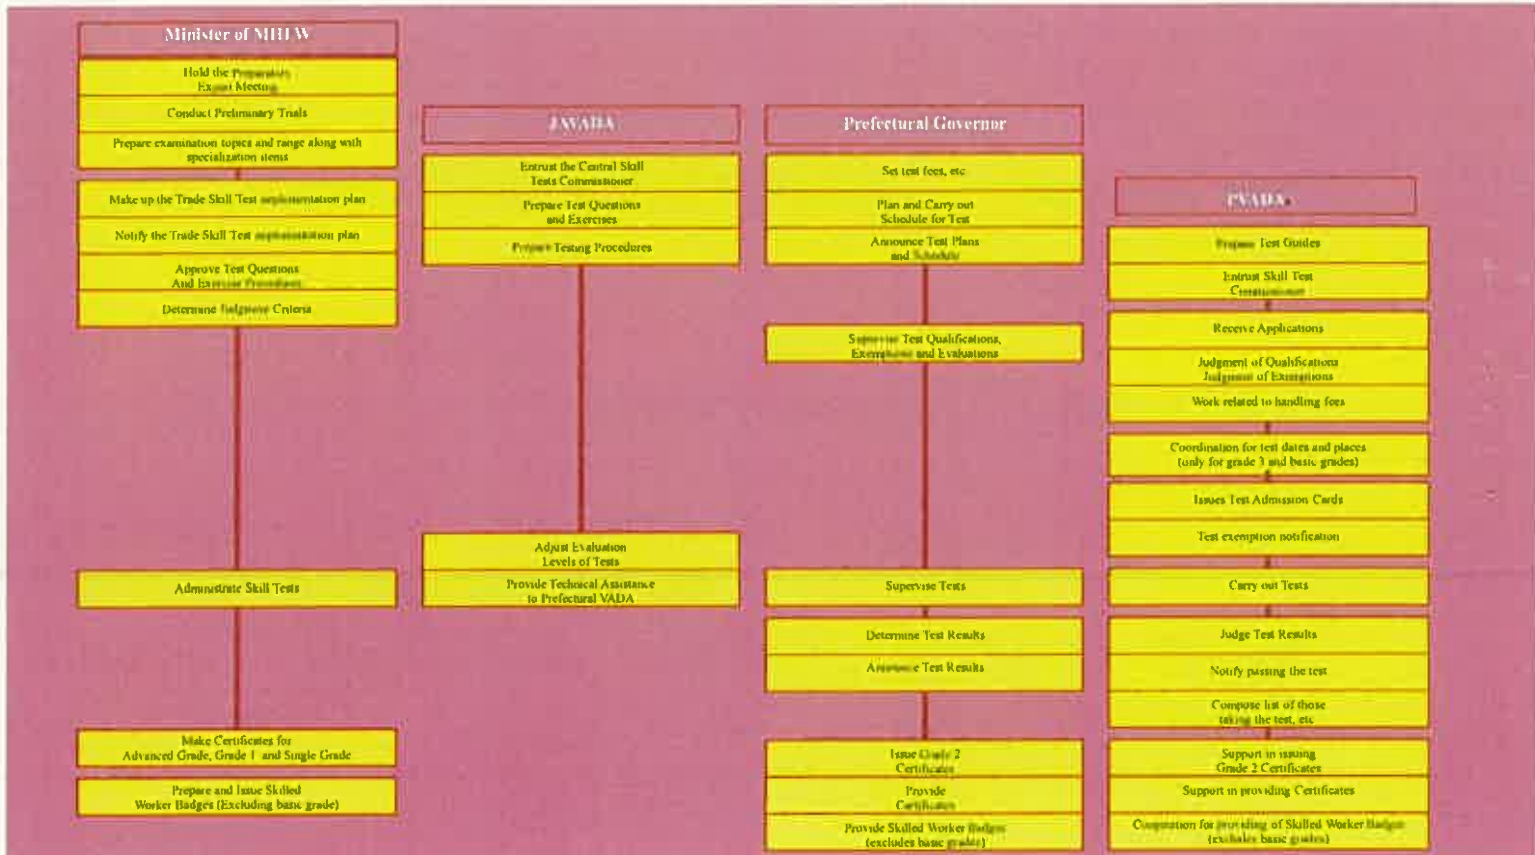 Minister of MHLW
Hold the Preparatory
Expert Meeting
Conduct Preliminary Trials
Prepare examination topics and range along with
specialization items
Make up the Trade Skill Test implementation plan
Notify the Trade Skill Test implementation plan
Approve Test Questions
And Exercise Procedures
Determine Judgment Criteria
Administrate Skill Tests
Make Certificates for
Advanced Grade, Grade 1 and Single Grade
Prepare and Issue Skilled
Worker Badges (Excluding basic grade)
JAVADA
Entrust the Central Skill
Tests Commissioner
Prepare Test Questions
and Exercises
Prepare Testing Procedures
Adjust Evaluation
Levels of Tests
Provide Technical Assistance
to Prefectural VADA
Prefectural Governor
Set test fees, etc
Plan and Carry out
Schedule for Test
Announce Test Plans
and Schedule
Supervise Test Qualifications,
Exemptions and Evaluations
Supervise Tests
Determine Test Results
Announce Test Results
Issue Grade 2
Certificates
Provide
Certificates
Provide Skilled Worker Badges
(excludes basic grades)
PVADA
Prepare Test Guides
Entrust Skill Test
Commissioner
Receive Applications
Judgment of Qualifications
Judgment of Exemptions
Work related to handling fees
Coordination for test dates and places
(only for grade 3 and basic grades)
Issues Test Admission Cards
Test exemption notification
Carry out Tests
Judge Test Results
Notify passing the test
Compose list of those
taking the test, etc
Support in issuing
Grade 2 Certificates
Support in providing Certificates
Cooperation for providing of Skilled Worker Badges
(excludes basic grades)